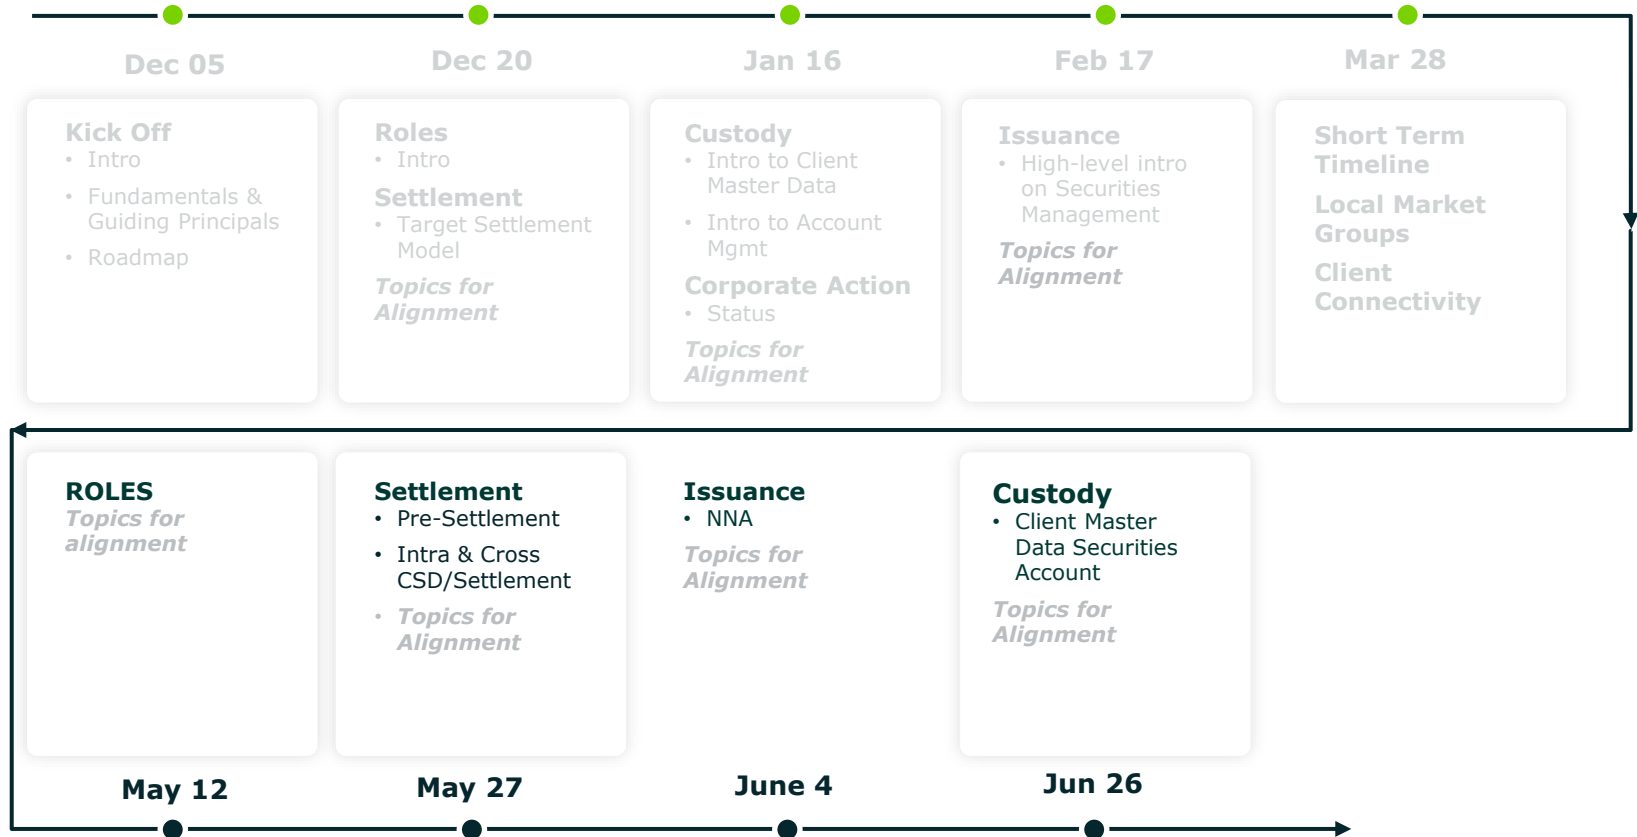 Dec 05
Dec 20
Jan 16
Feb 17
Mar 28
Kick Off
• Intro
• Fundamentals &
Guiding Principals
• Roadmap
Roles
• Intro
Settlement
• Target Settlement
Model
Topics for
Alignment
Custody
• Intro to Client
Master Data
• Intro to Account
Mgmt
Corporate Action
• Status
Topics for
Alignment
Issuance
• High-level intro
on Securities
Management
Topics for
Alignment
Short Term
Timeline
Local Market
Groups
Client
Connectivity
ROLES
Topics for
alignment
Settlement
• Pre-Settlement
• Intra & Cross
CSD/Settlement
• Topics for
Alignment
Issuance
• NNA
Topics for
Alignment
Custody
• Client Master
Data Securities
Account
Topics for
Alignment
May 12
May 27
June 4
Jun 26